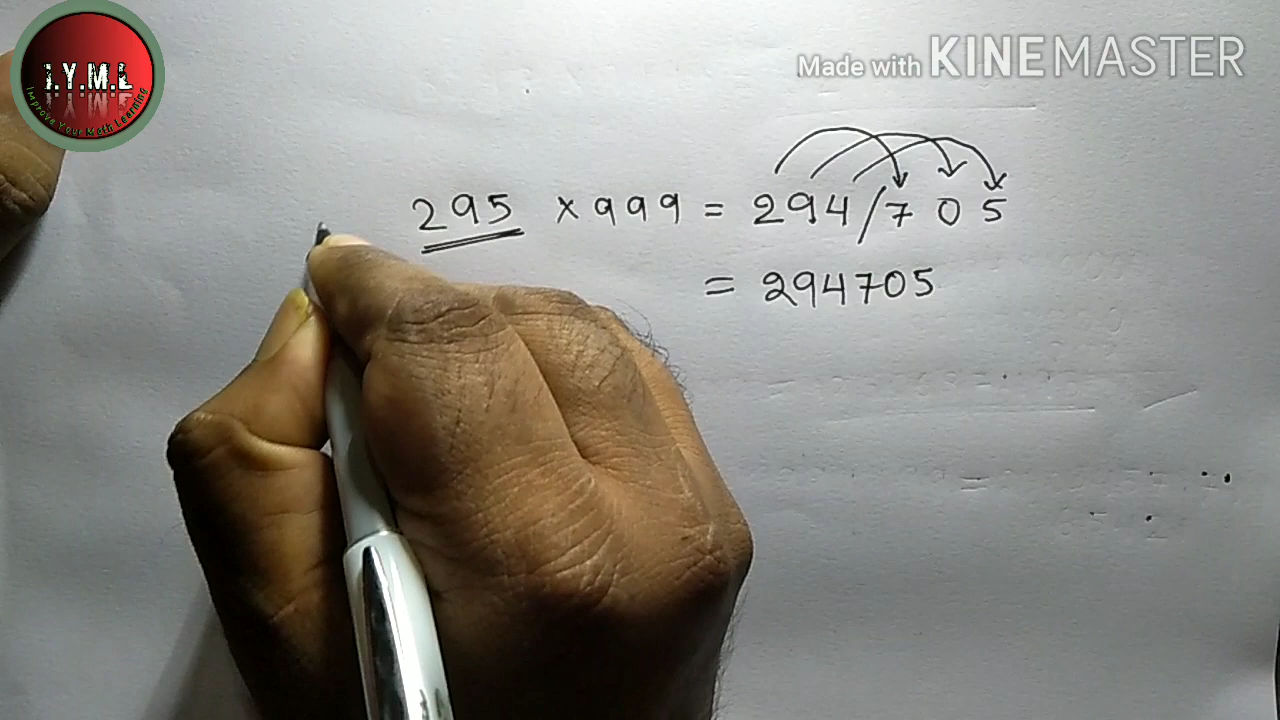 I.Y.M.L
Improve Your Math Learning
Made with KINEMASTER
295 × 999 = 294/705
= 294705